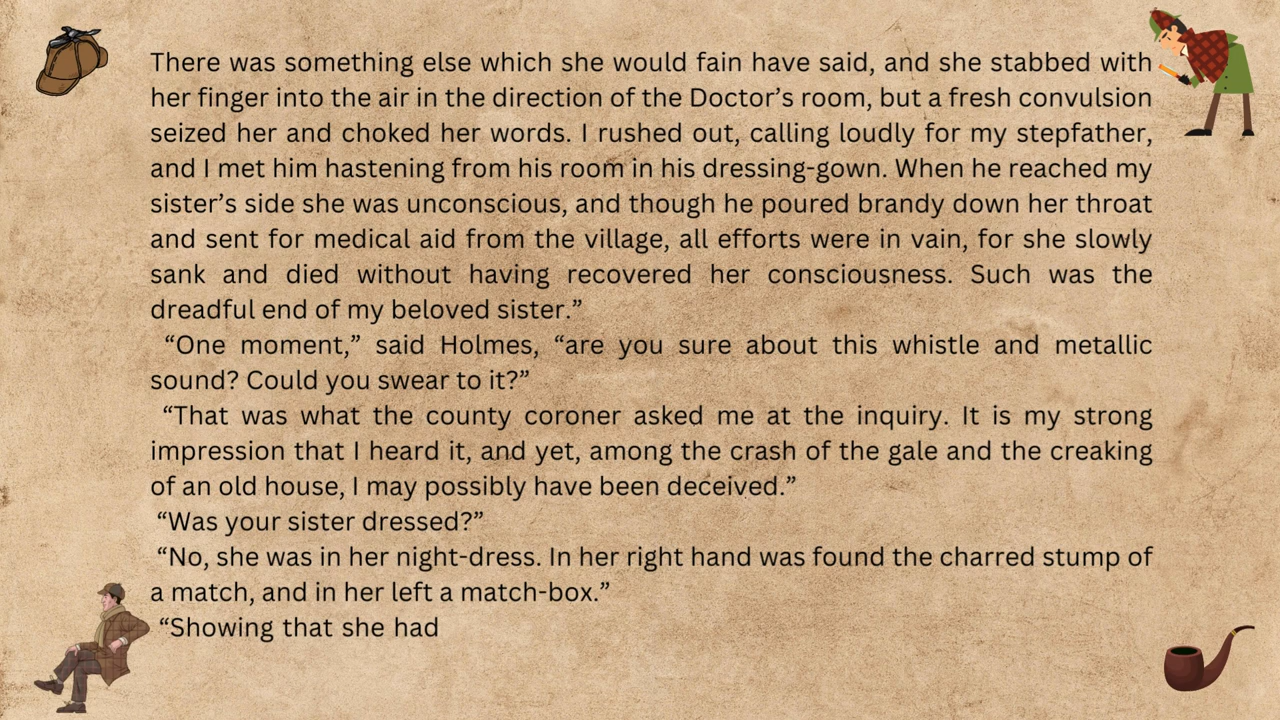 There was something else which she would fain have said, and she stabbed with
her finger into the air in the direction of the Doctor’s room, but a fresh convulsion
seized her and choked her words. I rushed out, calling loudly for my stepfather,
and I met him hastening from his room in his dressing-gown. When he reached my
sister’s side she was unconscious, and though he poured brandy down her throat
and sent for medical aid from the village, all efforts were in vain, for she slowly
sank and died without having recovered her consciousness. Such was the
dreadful end of my beloved sister.”
“One moment,” said Holmes, “are you sure about this whistle and metallic
sound? Could you swear to it?”
“That was what the county coroner asked me at the inquiry. It is my strong
impression that I heard it, and yet, among the crash of the gale and the creaking
of an old house, I may possibly have been deceived.”
“Was your sister dressed?”
“No, she was in her night-dress. In her right hand was found the charred stump of
a match, and in her left a match-box.”
“Showing that she had